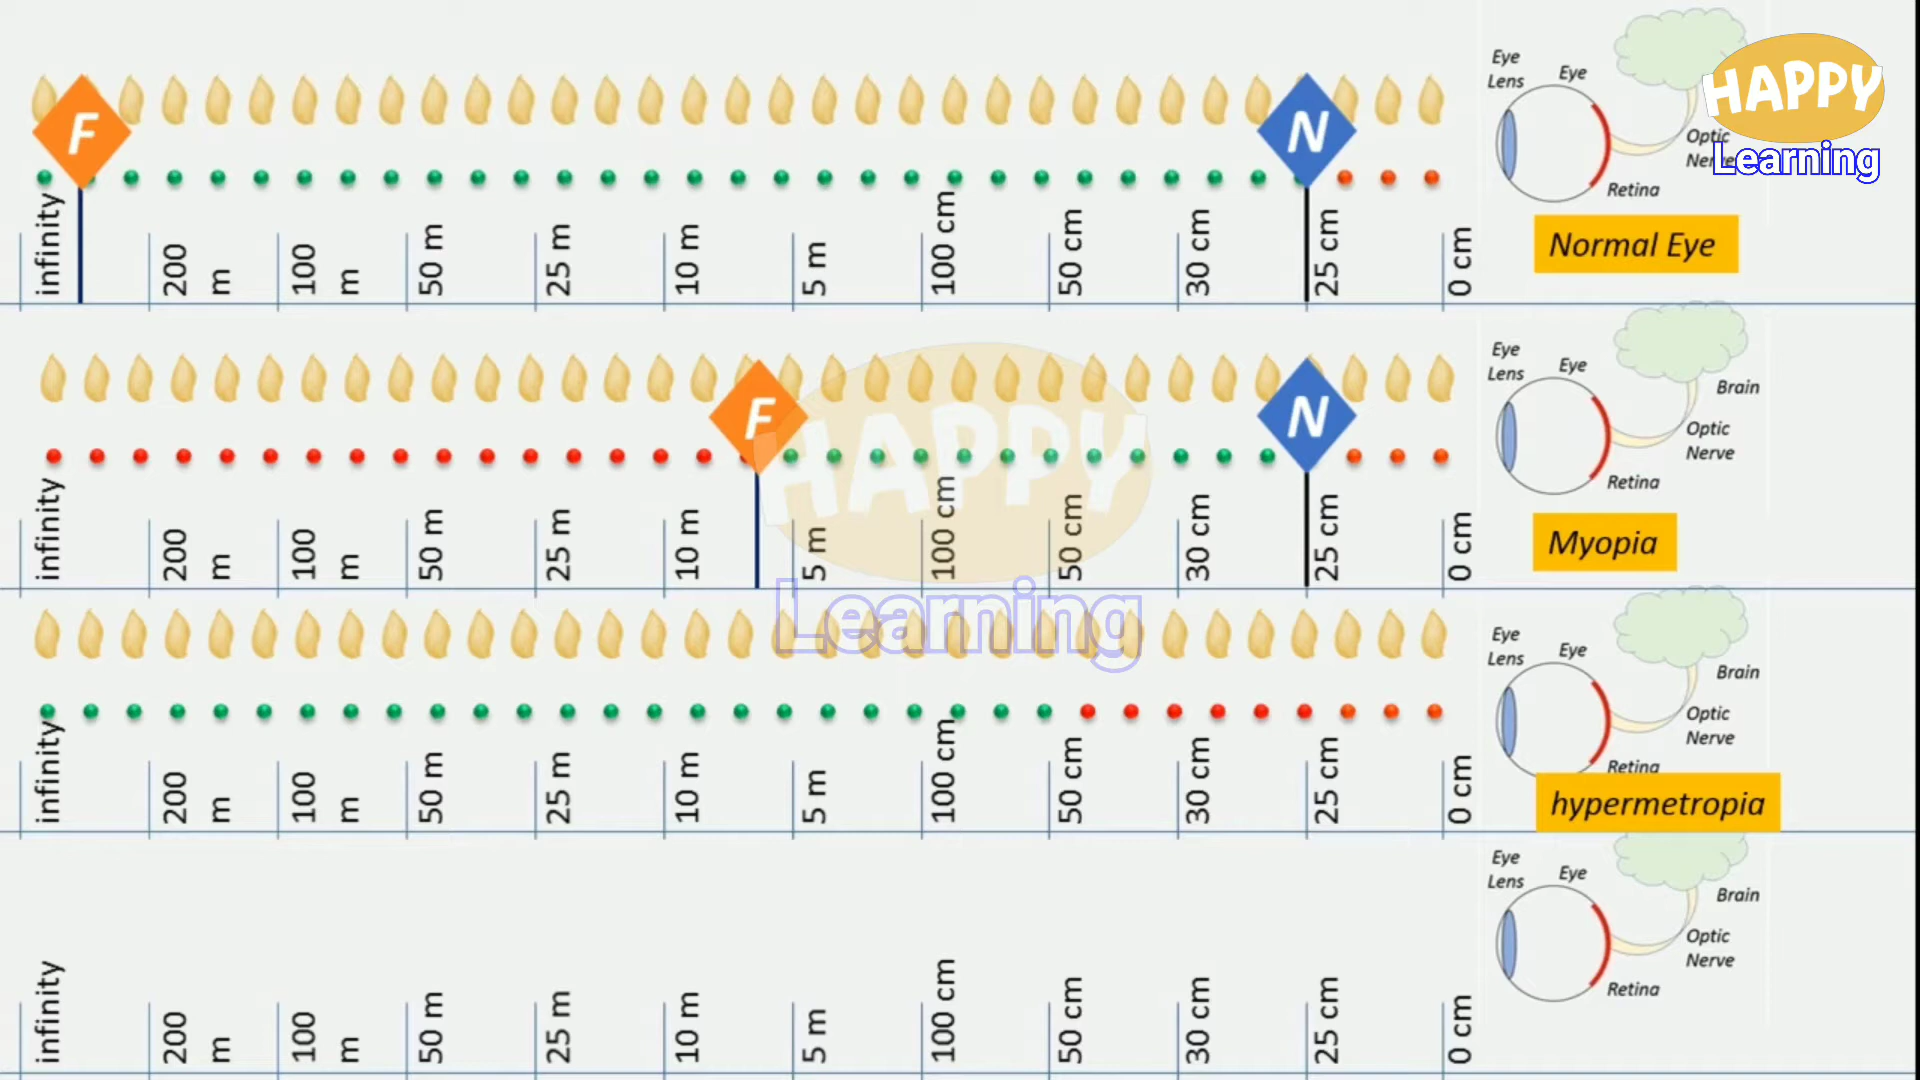 F
N
infinity
200 m
100 m
50 m
25 m
10 m
5 m
100 cm
50 cm
30 cm
25 cm
0 cm
Eye Lens
Eye
Optic
Retina
HAPPY
Learning
Normal Eye
F
N
infinity
200 m
100 m
50 m
25 m
10 m
5 m
100 cm
50 cm
30 cm
25 cm
0 cm
Eye Lens
Eye
Brain
Optic Nerve
Retina
Myopia
HAPPY
Learning
infinity
200 m
100 m
50 m
25 m
10 m
5 m
100 cm
50 cm
30 cm
25 cm
0 cm
Eye Lens
Eye
Brain
Optic Nerve
Retina
hypermetropia
infinity
200 m
100 m
50 m
25 m
10 m
5 m
100 cm
50 cm
30 cm
25 cm
0 cm
Eye Lens
Eye
Brain
Optic Nerve
Retina